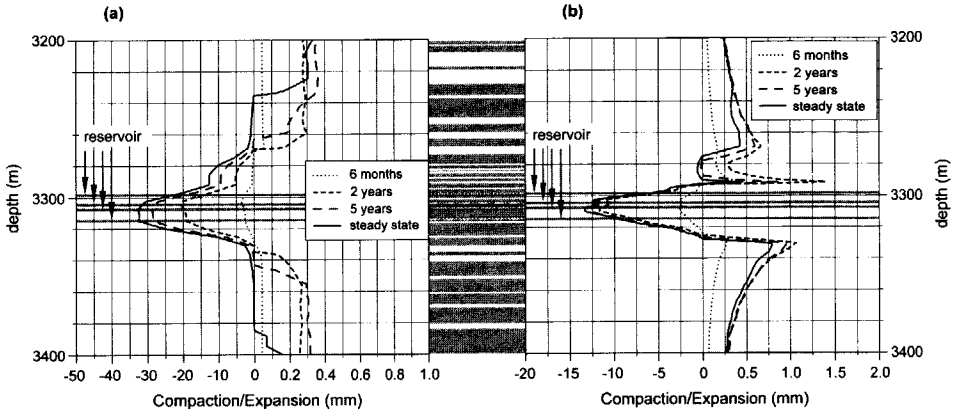 (a)
3200
3300
3400
depth (m)
reservoir
6 months
2 years
5 years
steady state
-50 -40 -30 -20 -10 0 0.2 0.4 0.6 0.8 1.0
Compaction/Expansion (mm)
(b)
6 months
2 years
5 years
steady state
reservoir
3200
3300
3400
depth (m)
-20 -15 -10 -5 0 0.5 1.0 1.5 2.0
Compaction/Expansion (mm)